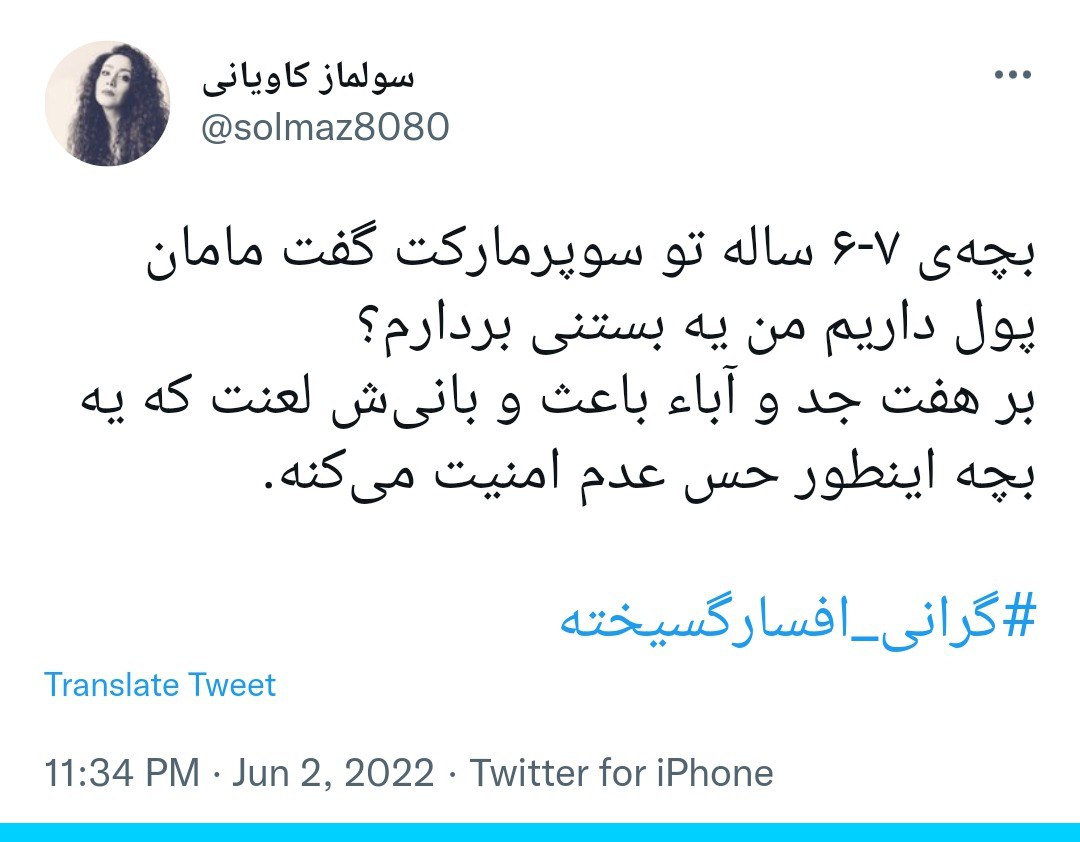 سولماز کاویانی
@solmaz8080
بچه‌ی ۶-۷ ساله تو سوپرمارکت گفت مامان
پول داریم من یه بستنی بردارم؟
بر هفت جد و آباء باعث و بانی‌ش لعنت که یه
بچه اینطور حس عدم امنیت می‌کنه.
#گرانی_افسارگسیخته
Translate Tweet
11:34 PM · Jun 2, 2022 · Twitter for iPhone